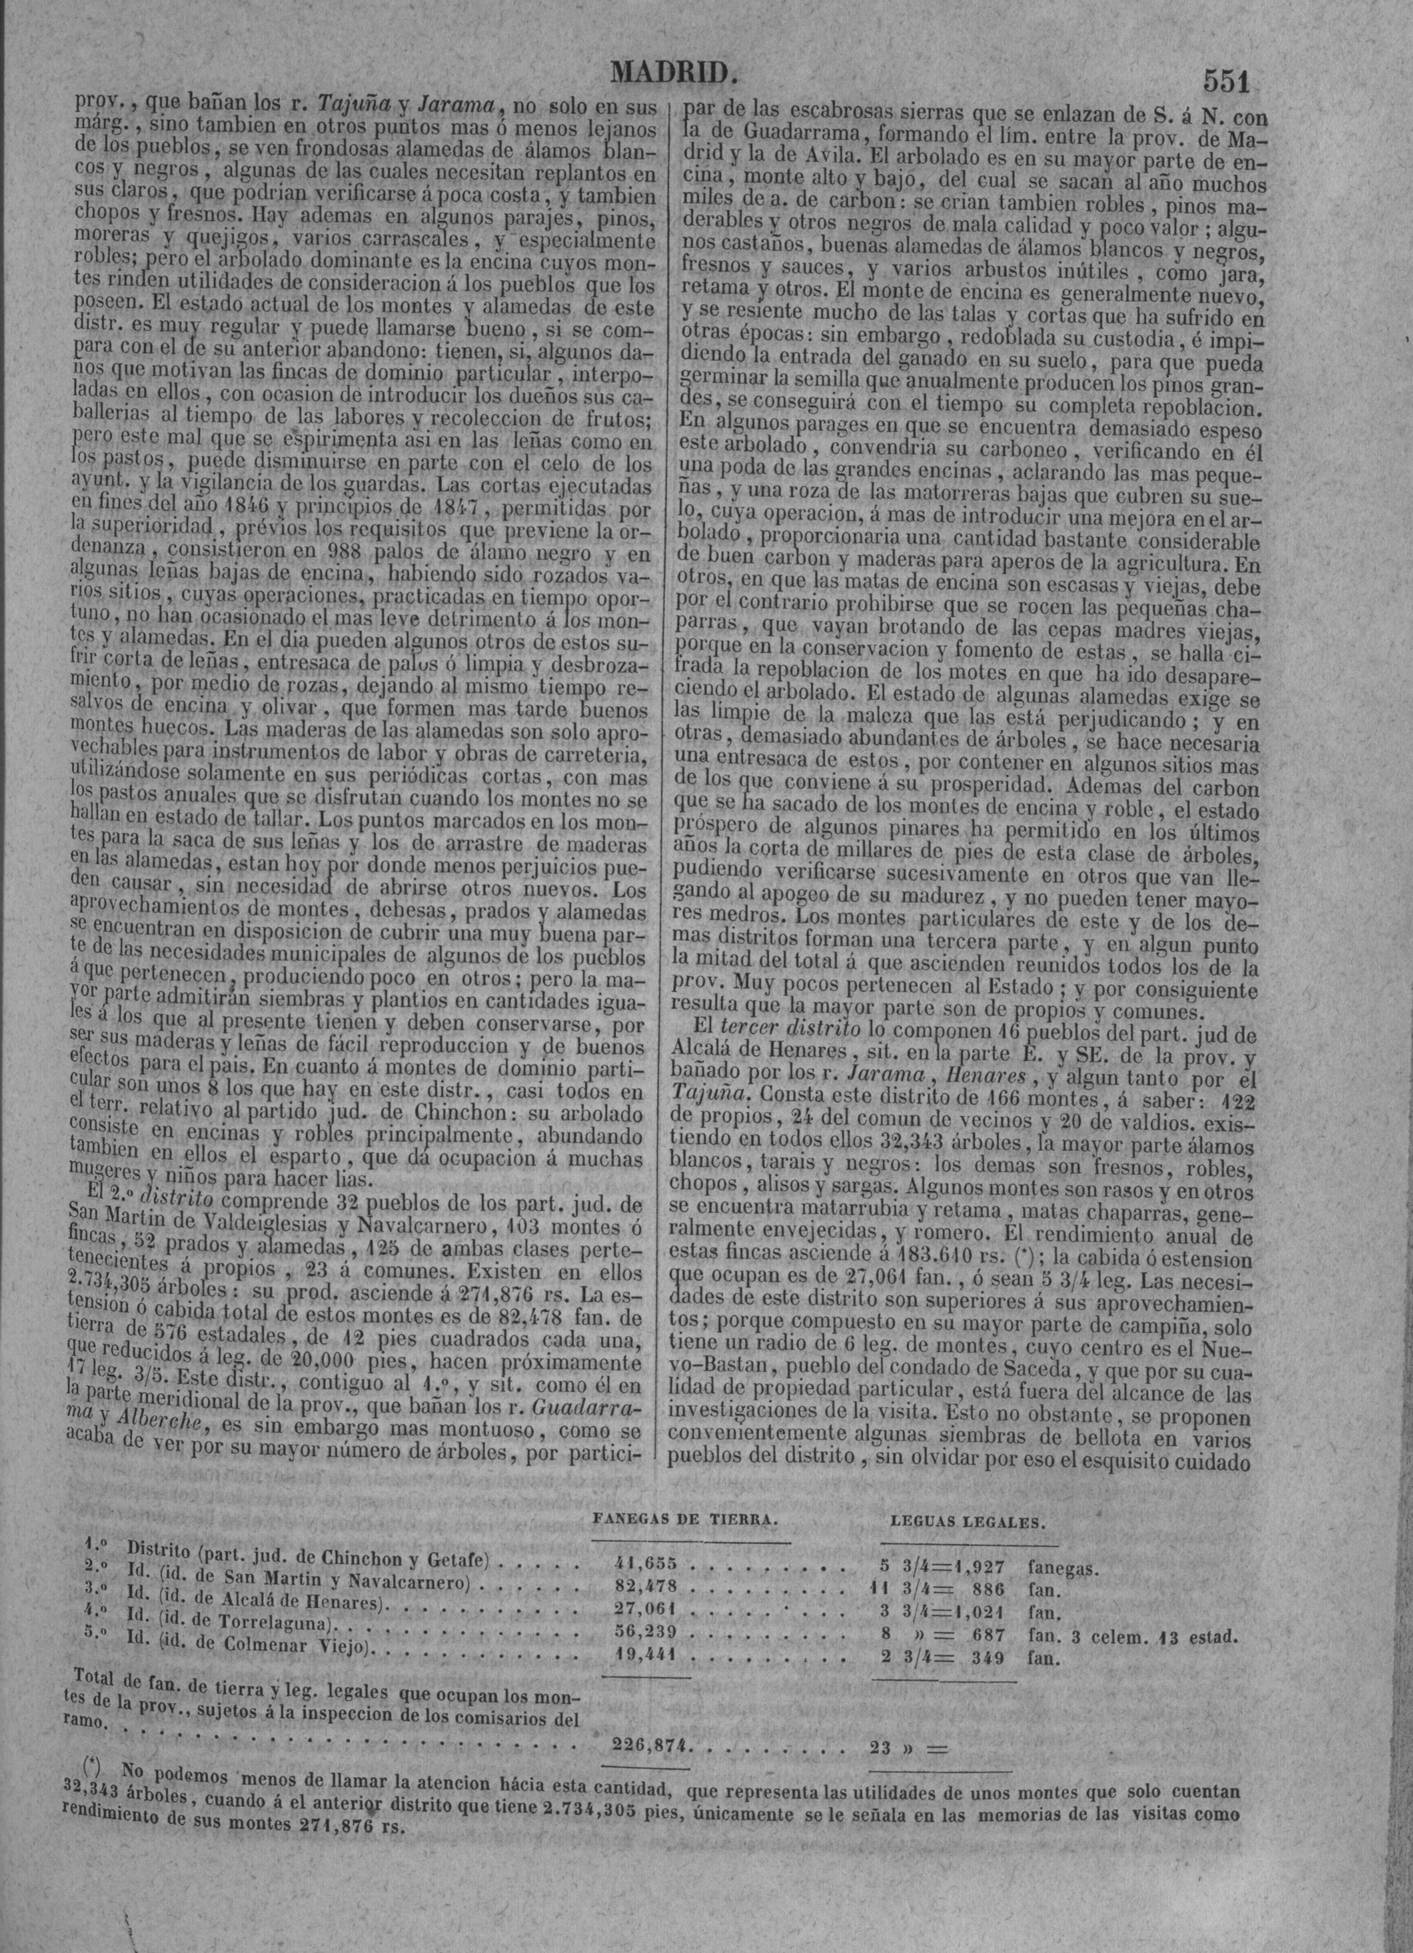 MADRID.
551
prov., que bañan los r. Tajuña y Jarama, no solo en sus
márg., sino tambien en otros puntos mas ó menos lejanos
de los pueblos, se ven frondosas alamedas de álamos blan-
cos y negros, algunas de las cuales necesitan replantos en
sus claros, que podrian verificarse á poca costa, y tambien
chopos y fresnos. Hay ademas en algunos parajes, pinos,
moreras y quejigos, varios carrascales, y especialmente
robles; pero el arbolado dominante es la encina cuyos mon-
tes rinden utilidades de consideracion á los pueblos que los
poseen. El estado actual de los montes y alamedas de este
distr. es muy regular y puede llamarse bueno, si se com-
para con el de su anterior abandono: tienen, si, algunos da-
ños que motivan las fincas de dominio particular, interpo-
ladas en ellos, con ocasion de introducir los dueños sus ca-
ballerias al tiempo de las labores y recoleccion de frutos;
pero este mal que se espirimenta asi en las leñas como en
los pastos, puede disminuirse en parte con el celo de los
ayunt. y la vigilancia de los guardas. Las cortas ejecutadas
en fines del año 1846 y principios de 1847, permitidas por
la superioridad, prévios los requisitos que previene la or-
denanza, consistieron en 988 palos de álamo negro y en
algunas leñas bajas de encina, habiendo sido rozados va-
rios sitios, cuyas operaciones, practicadas en tiempo opor-
tuno, no han ocasionado el mas leve detrimento á los mon-
tes y alamedas. En el dia pueden algunos otros de estos su-
frir corta de leñas, entresaca de palos ó limpia y desbroza-
miento, por medio de rozas, dejando al mismo tiempo re-
salvos de encina y olivar, que formen mas tarde buenos
montes huecos. Las maderas de las alamedas son solo apro-
vechables para instrumentos de labor y obras de carreteria,
utilizándose solamente en sus periódicas cortas, con mas
los pastos anuales que se disfrutan cuando los montes no se
hallan en estado de tallar. Los puntos marcados en los mon-
tes para la saca de sus leñas y los de arrastre de maderas
en las alamedas, estan hoy por donde menos perjuicios pue-
den causar, sin necesidad de abrirse otros nuevos. Los
aprovechamientos de montes, dehesas, prados y alamedas
se encuentran en disposicion de cubrir una muy buena par-
te de las necesidades municipales de algunos de los pueblos
á que pertenecen, produciendo poco en otros; pero la ma-
yor parte admitirán siembras y plantios en cantidades igua-
les á los que al presente tienen y deben conservarse, por
ser sus maderas y leñas de fácil reproduccion y de buenos
efectos para el pais. En cuanto á montes de dominio parti-
cular son unos 8 los que hay en este distr., casi todos en
el terr. relativo al partido jud. de Chinchon: su arbolado
consiste en encinas y robles principalmente, abundando
tambien en ellos el esparto, que dá ocupacion á muchas
mugeres y niños para hacer lias.
El 2.º distrito comprende 32 pueblos de los part. jud. de
San Martin de Valdeiglesias y Navalcarnero, 103 montes ó
fincas, 52 prados y alamedas, 125 de ambas clases perte-
tenecientes á propios, 23 á comunes. Existen en ellos
2.734,305 árboles: su prod. asciende á 271,876 rs. La es-
tension ó cabida total de estos montes es de 82,478 fan. de
tierra de 576 estadales, de 12 pies cuadrados cada una,
que reducidos á leg. de 20,000 pies, hacen próximamente
17 leg. 3/5. Este distr., contiguo al 1.º, y sit. como él en
la parte meridional de la prov., que bañan los r. Guadarra-
ma y Alberche, es sin embargo mas montuoso, como se
acaba de ver por su mayor número de árboles, por partici-
par de las escabrosas sierras que se enlazan de S. á N. con
la de Guadarrama, formando el lim. entre la prov. de Ma-
drid y la de Avila. El arbolado es en su mayor parte de en-
cina, monte alto y bajo, del cual se sacan al año muchos
miles de a. de carbon: se crian tambien robles, pinos ma-
derables y otros negros de mala calidad y poco valor; algu-
nos castaños, buenas alamedas de álamos blancos y negros,
fresnos y sauces, y varios arbustos inútiles, como jara,
retama y otros. El monte de encina es generalmente nuevo,
y se resiente mucho de las talas y cortas que ha sufrido en
otras épocas: sin embargo, redoblada su custodia, é impi-
diendo la entrada del ganado en su suelo, para que pueda
germinar la semilla que anualmente producen los pinos gran-
des, se conseguirá con el tiempo su completa repoblacion.
En algunos parages en que se encuentra demasiado espeso
este arbolado, convendria su carboneo, verificando en él
una poda de las grandes encinas, aclarando las mas peque-
ñas, y una roza de las matorreras bajas que cubren su sue-
lo, cuya operacion, á mas de introducir una mejora en el ar-
bolado, proporcionaria una cantidad bastante considerable
de buen carbon y maderas para aperos de la agricultura. En
otros, en que las matas de encina son escasas y viejas, debe
por el contrario prohibirse que se rocen las pequeñas cha-
parras, que vayan brotando de las cepas madres viejas,
porque en la conservacion y fomento de estas, se halla ci-
frada la repoblacion de los motes en que ha ido desapare-
ciendo el arbolado. El estado de algunas alamedas exige se
las limpie de la maleza que las está perjudicando; y en
otras, demasiado abundantes de árboles, se hace necesaria
una entresaca de estos, por contener en algunos sitios mas
de los que conviene á su prosperidad. Ademas del carbon
que se ha sacado de los montes de encina y roble, el estado
próspero de algunos pinares ha permitido en los últimos
años la corta de millares de pies de esta clase de árboles,
pudiendo verificarse sucesivamente en otros que van lle-
gando al apogeo de su madurez, y no pueden tener mayo-
res medros. Los montes particulares de este y de los de-
mas distritos forman una tercera parte, y en algun punto
la mitad del total á que ascienden reunidos todos los de la
prov. Muy pocos pertenecen al Estado; y por consiguiente
resulta que la mayor parte son de propios y comunes.
El tercer distrito lo componen 16 pueblos del part. jud de
Alcalá de Henares, sit. en la parte E. y SE. de la prov. y
bañado por los r. Jarama, Henares, y algun tanto por el
Tajuña. Consta este distrito de 166 montes, á saber: 122
de propios, 24 del comun de vecinos y 20 de valdios. exis-
tiendo en todos ellos 32,343 árboles, la mayor parte álamos
blancos, tarais y negros: los demas son fresnos, robles,
chopos, alisos y sargas. Algunos montes son rasos y en otros
se encuentra matarrubia y retama, matas chaparras, gene-
ralmente envejecidas, y romero. El rendimiento anual de
estas fincas asciende á 183.610 rs. (*); la cabida ó estension
que ocupan es de 27,061 fan., ó sean 5 3/4 leg. Las necesi-
dades de este distrito son superiores á sus aprovechamien-
tos; porque compuesto en su mayor parte de campiña, solo
tiene un radio de 6 leg. de montes, cuyo centro es el Nue-
vo-Bastan, pueblo del condado de Saceda, y que por su cua-
lidad de propiedad particular, está fuera del alcance de las
investigaciones de la visita. Esto no obstante, se proponen
convenientemente algunas siembras de bellota en varios
pueblos del distrito, sin olvidar por eso el esquisito cuidado
FANEGAS DE TIERRA. LEGUAS LEGALES.
1.º Distrito (part. jud. de Chinchon y Getafe) . . . . . 41,655 . . . . . . . . . 5 3/4=1,927 fanegas.
2.º Id. (id. de San Martin y Navalcarnero) . . . . . . 82,478 . . . . . . . . . 11 3/4= 886 fan.
3.º Id. (id. de Alcalá de Henares). . . . . . . . . . . 27,061 . . . . . . . . . 3 3/4=1,021 fan.
4.º Id. (id. de Torrelaguna). . . . . . . . . . . . . . 56,239 . . . . . . . . . 8 » = 687 fan. 3 celem. 13 estad.
5.º Id. (id. de Colmenar Viejo). . . . . . . . . . . . 19,441 . . . . . . . . . 2 3/4= 349 fan.
Total de fan. de tierra y leg. legales que ocupan los mon-
tes de la prov., sujetos á la inspeccion de los comisarios del
ramo. . . . . . . . . . . . . . . . . . . . . . . . . 226,874. . . . . . . . . . 23 » =
(*) No podemos menos de llamar la atencion hácia esta cantidad, que representa las utilidades de unos montes que solo cuentan
32,343 árboles, cuando á el anterior distrito que tiene 2.734,305 pies, únicamente se le señala en las memorias de las visitas como
rendimiento de sus montes 271,876 rs.